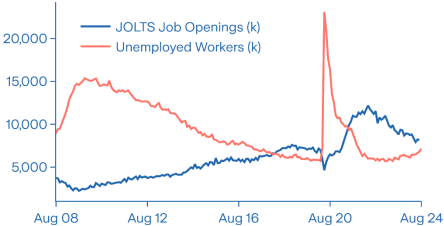 JOLTS Job Openings (k)
Unemployed Workers (k)
20,000
15,000
10,000
5,000
Aug 08 Aug 12 Aug 16 Aug 20 Aug 24